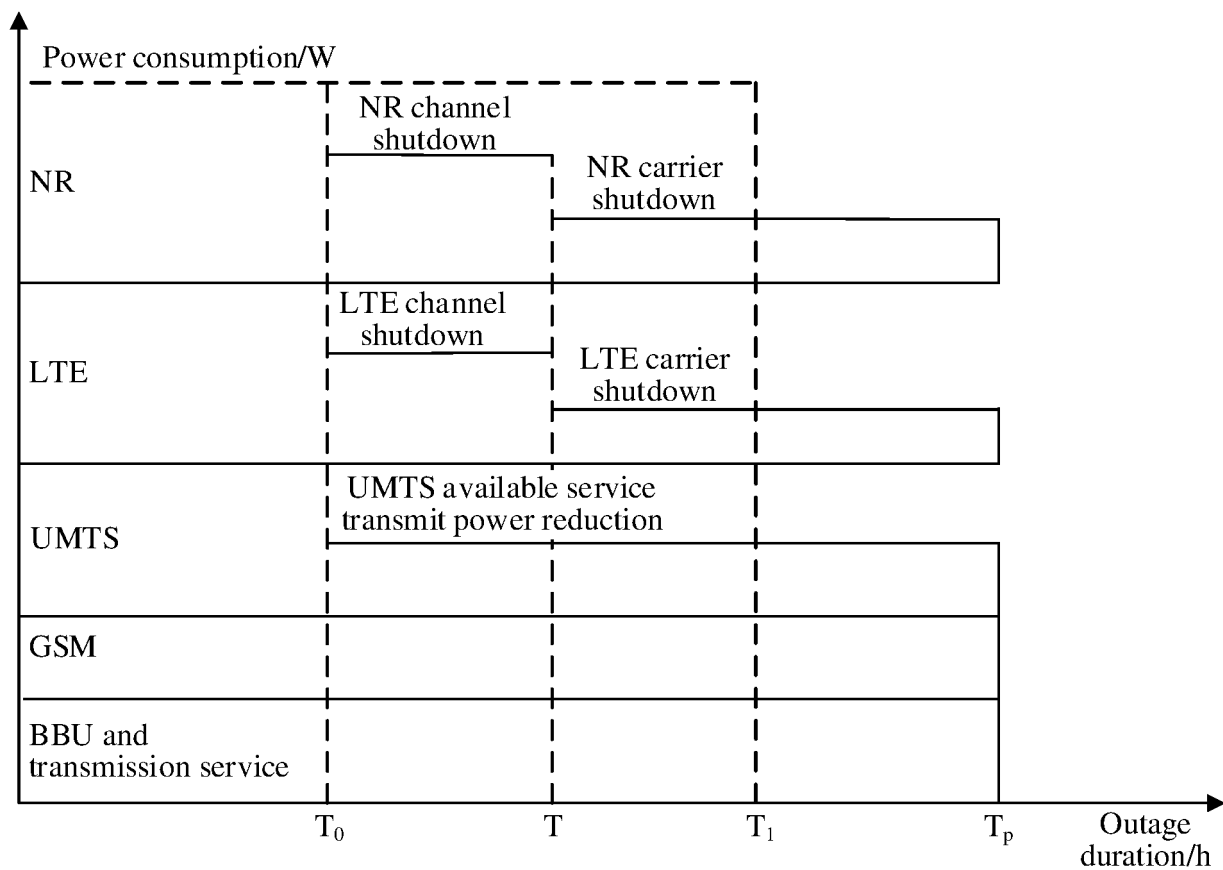 Power consumption/W
NR channel
shutdown
NR carrier
shutdown
NR
LTE channel
shutdown
LTE carrier
shutdown
LTE
UMTS available service
transmit power reduction
UMTS
GSM
BBU and
transmission service
T₀
T
T₁
Tₚ
Outage
duration/h